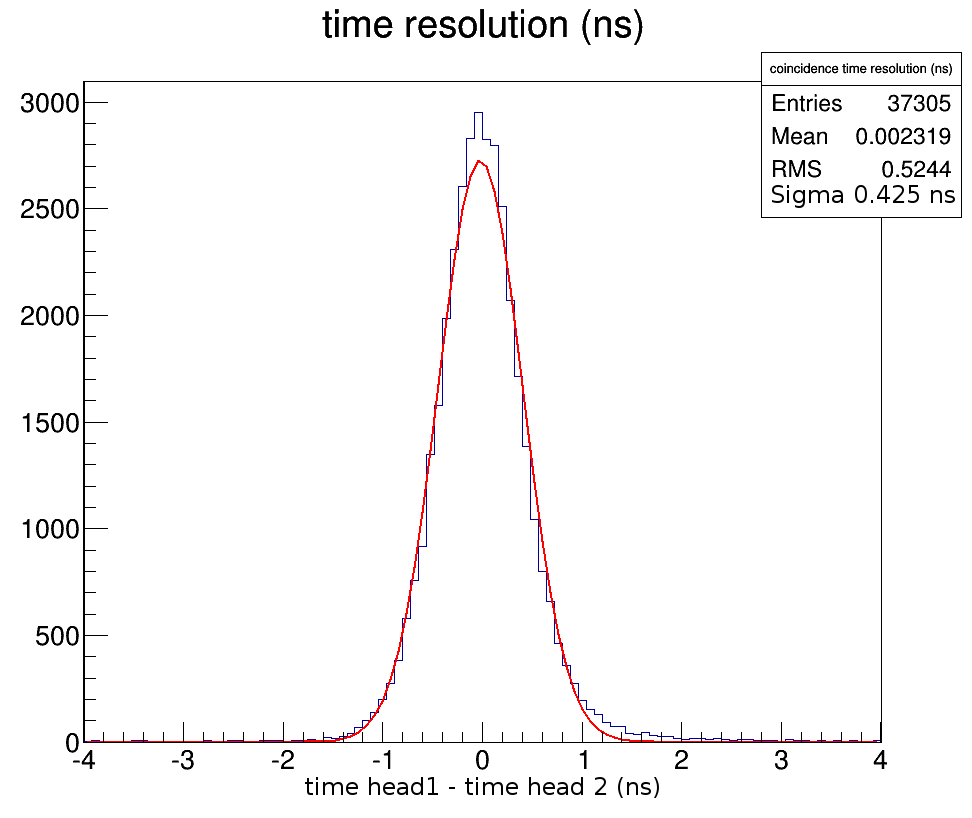 time resolution (ns)
coincidence time resolution (ns)
Entries 37305
Mean 0.002319
RMS 0.5244
Sigma 0.425 ns
3000
2500
2000
1500
1000
500
0
-4 -3 -2 -1 0 1 2 3 4
time head1 - time head 2 (ns)